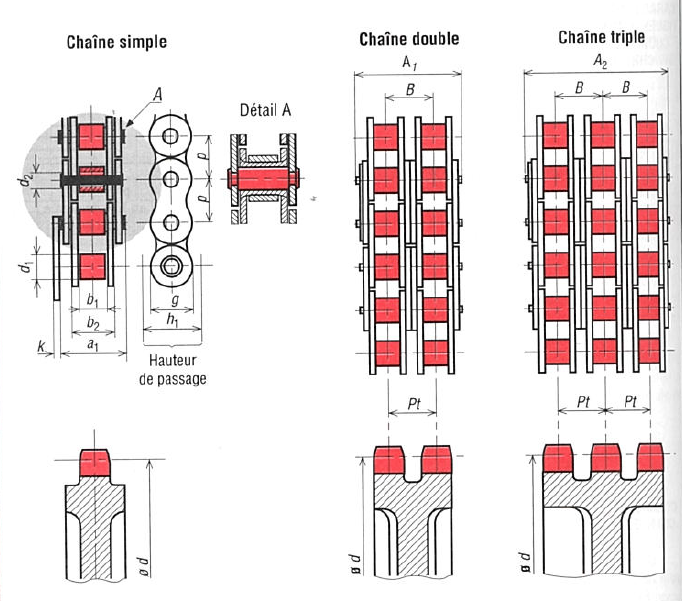 Chaîne simple
Chaîne double
Chaîne triple
A1
A2
B
B
B
A
Détail A
d2
p
p
d1
b1
b2
k
a1
g
h1
Hauteur
de passage
Pt
Pt
Pt
ø d
ø d
ø d